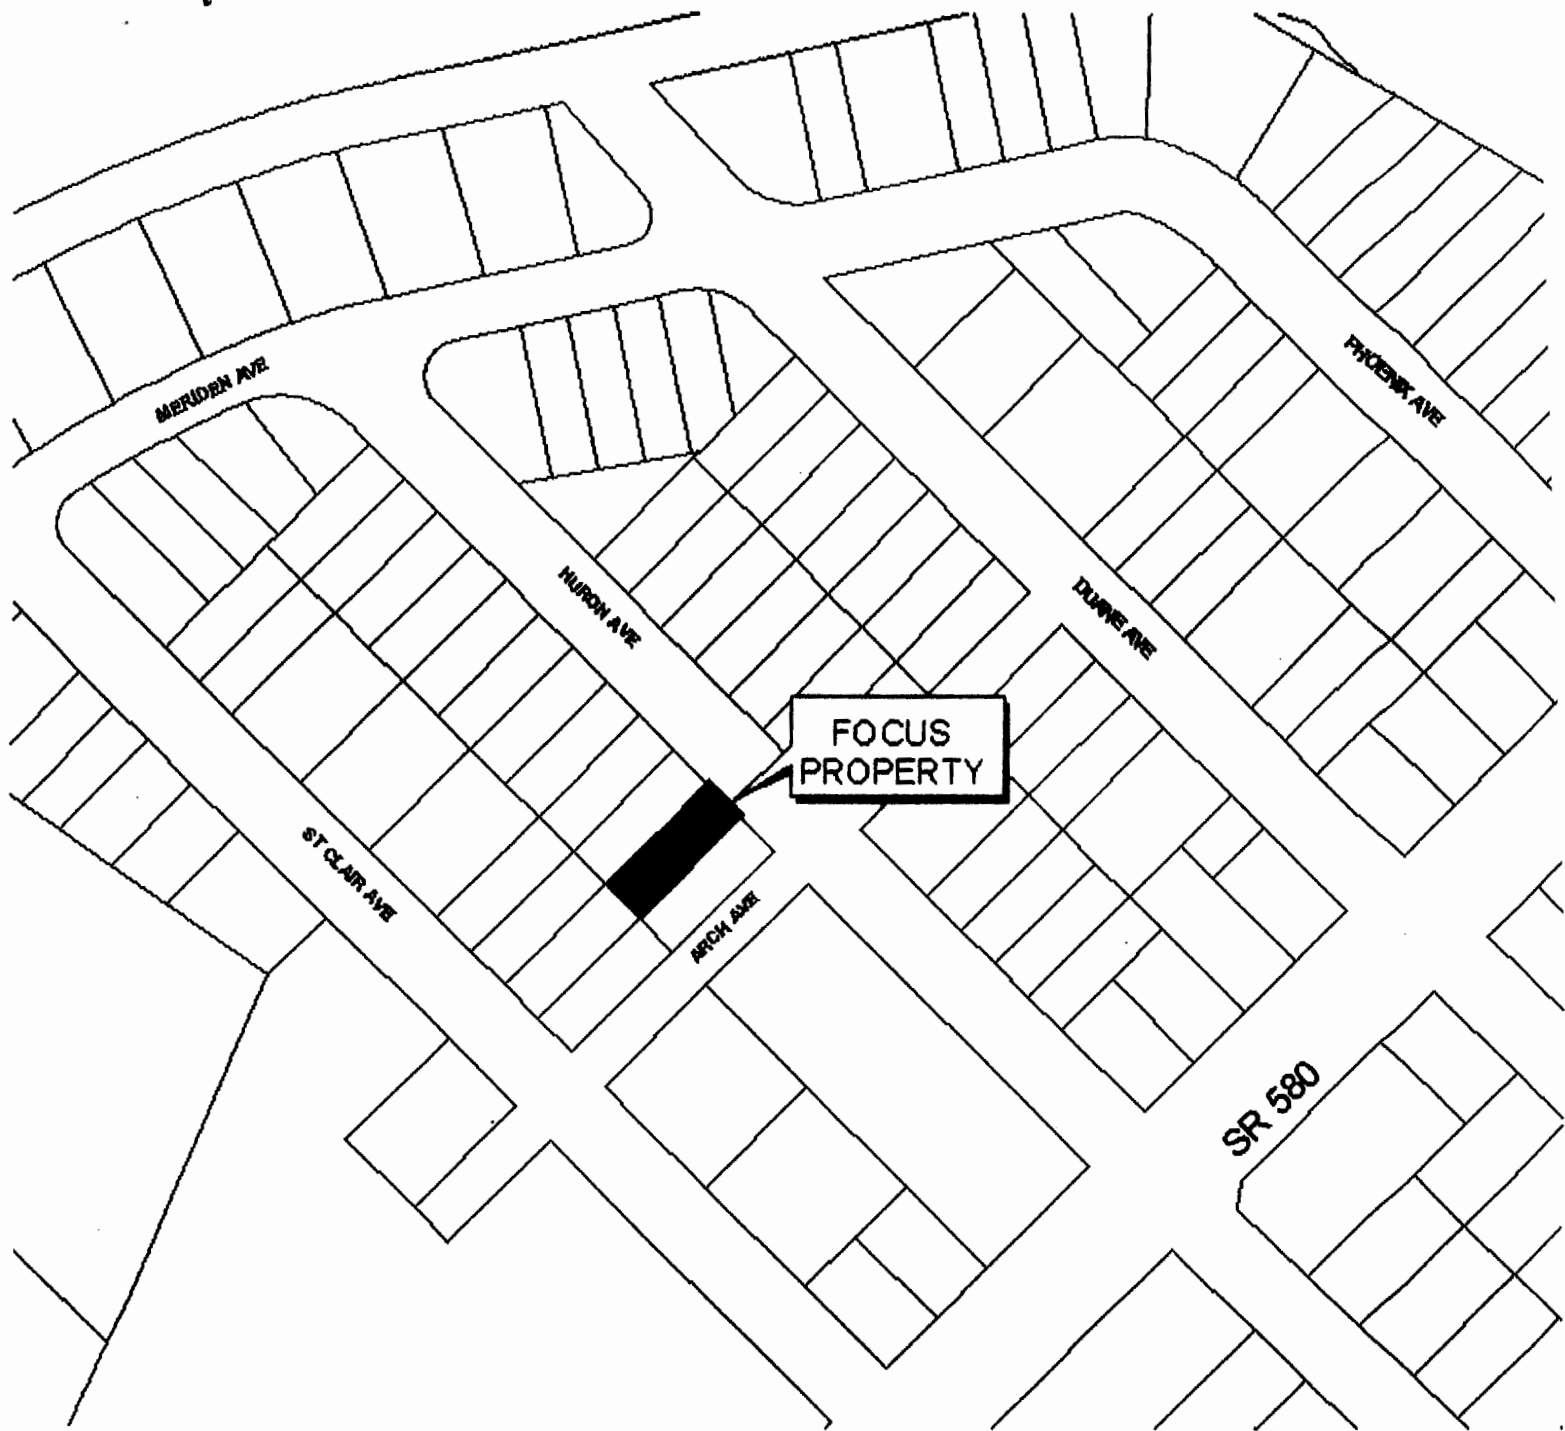 MERIDEN AVE
PHOENIX AVE
HURON AVE
DUANE AVE
FOCUS
PROPERTY
ST CLAIR AVE
ARCH AVE
SR 580